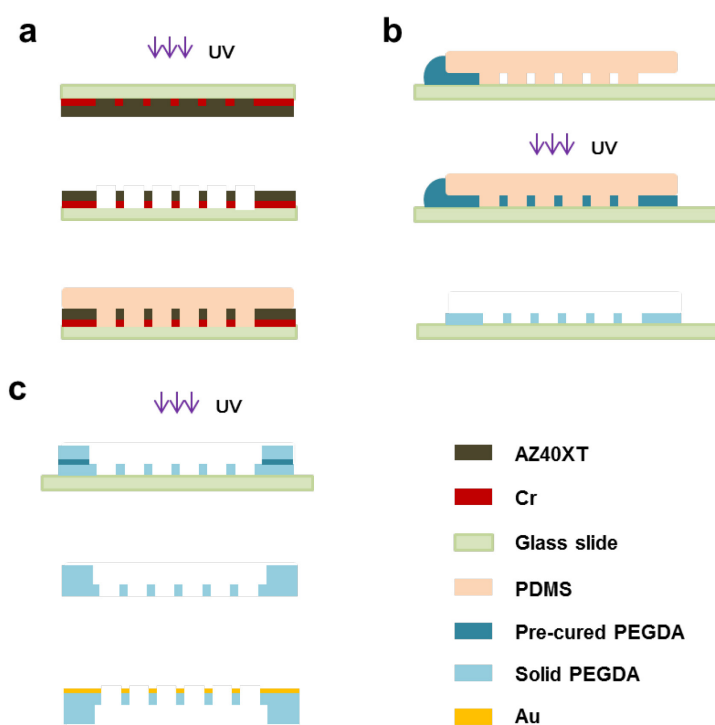 a
UV
b
UV
c
UV
AZ40XT
Cr
Glass slide
PDMS
Pre-cured PEGDA
Solid PEGDA
Au